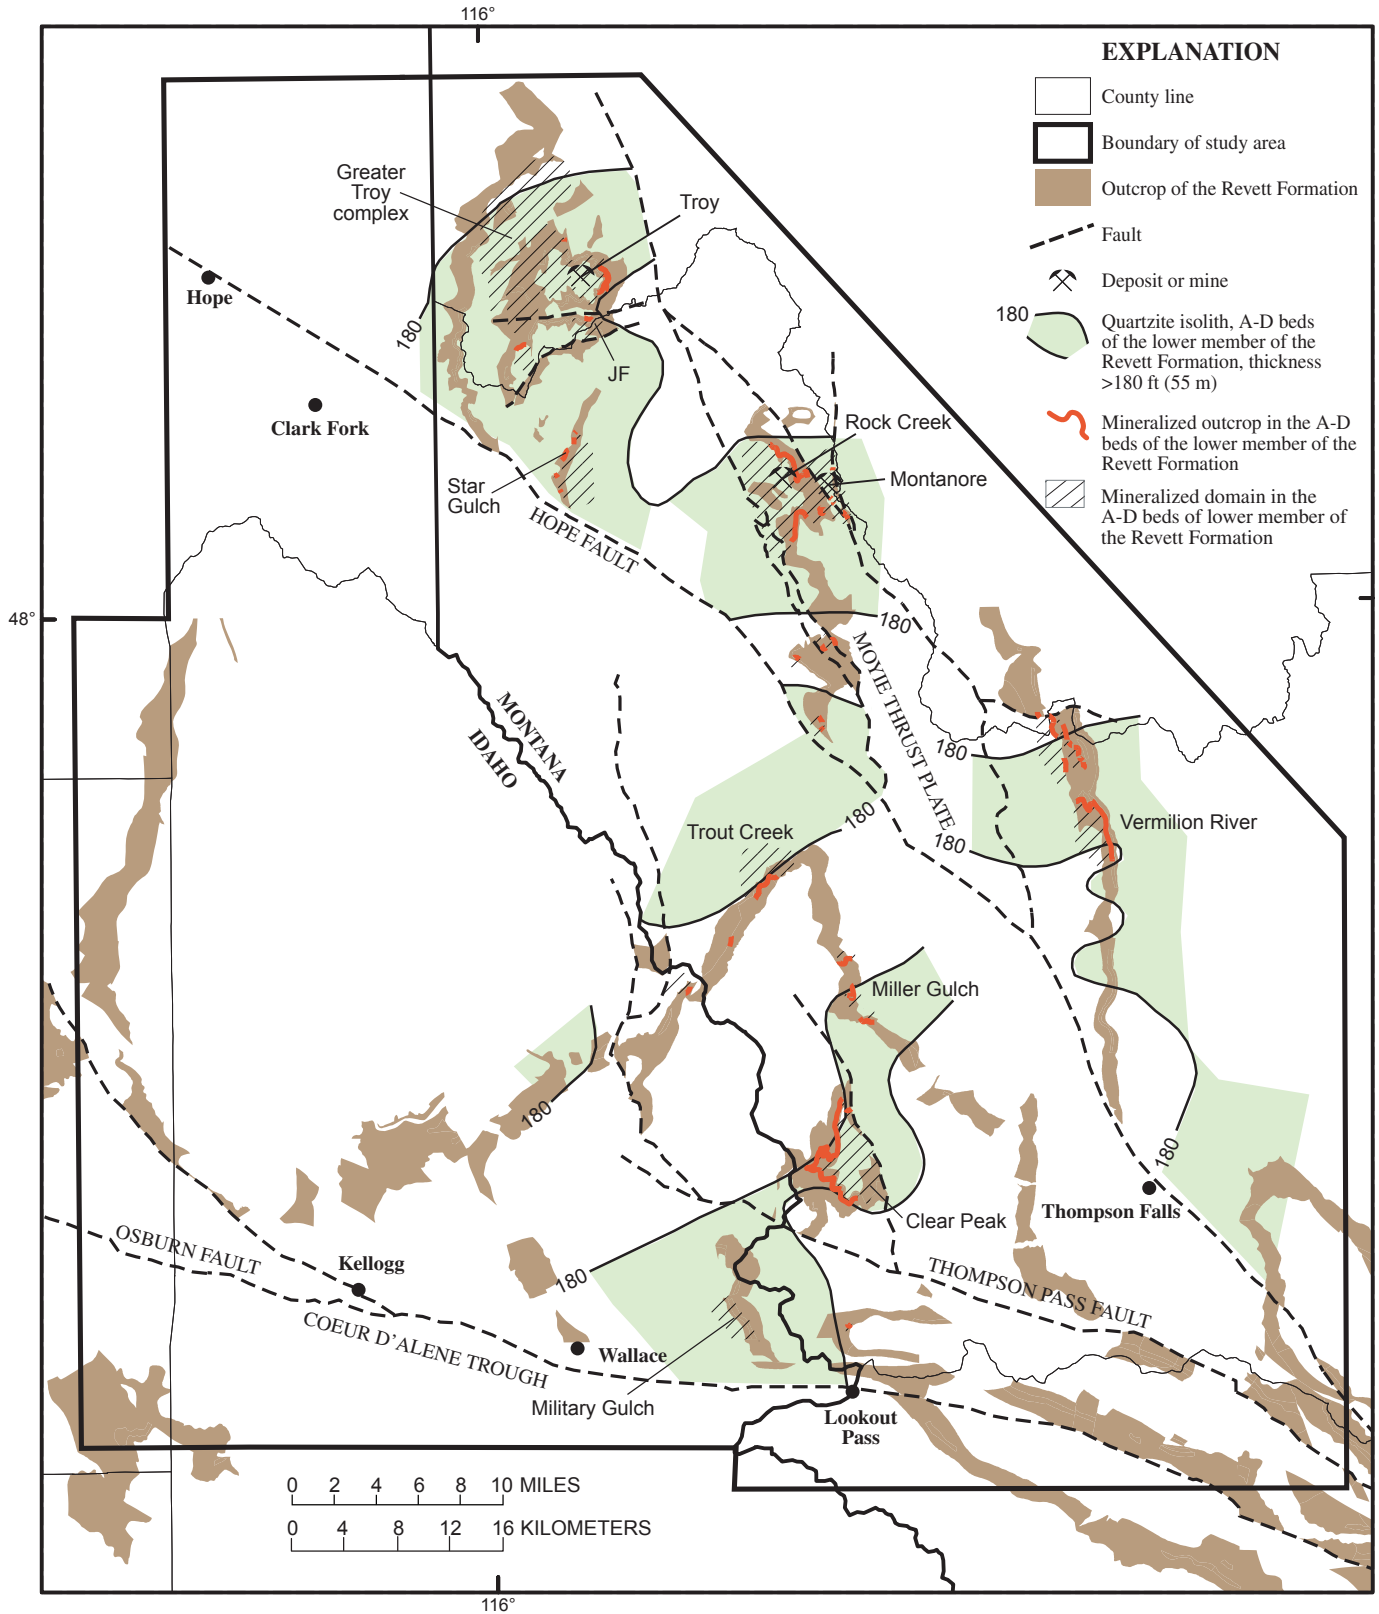 116°
EXPLANATION
County line
Boundary of study area
Outcrop of the Revett Formation
Fault
Deposit or mine
180
Quartzite isolith, A-D beds
of the lower member of the
Revett Formation, thickness
>180 ft (55 m)
Mineralized outcrop in the A-D
beds of the lower member of the
Revett Formation
Mineralized domain in the
A-D beds of lower member of
the Revett Formation
Greater
Troy
complex
Troy
Hope
180
JF
Clark Fork
Rock Creek
Montanore
Star
Gulch
HOPE FAULT
48°
180
MOYIE THRUST PLATE
MONTANA
IDAHO
180
180
Trout Creek
180
Vermilion River
Miller Gulch
180
180
Thompson Falls
Clear Peak
OSBURN FAULT
Kellogg
180
THOMPSON PASS FAULT
COEUR D'ALENE TROUGH
Wallace
Military Gulch
Lookout
Pass
0 2 4 6 8 10 MILES
0 4 8 12 16 KILOMETERS
116°